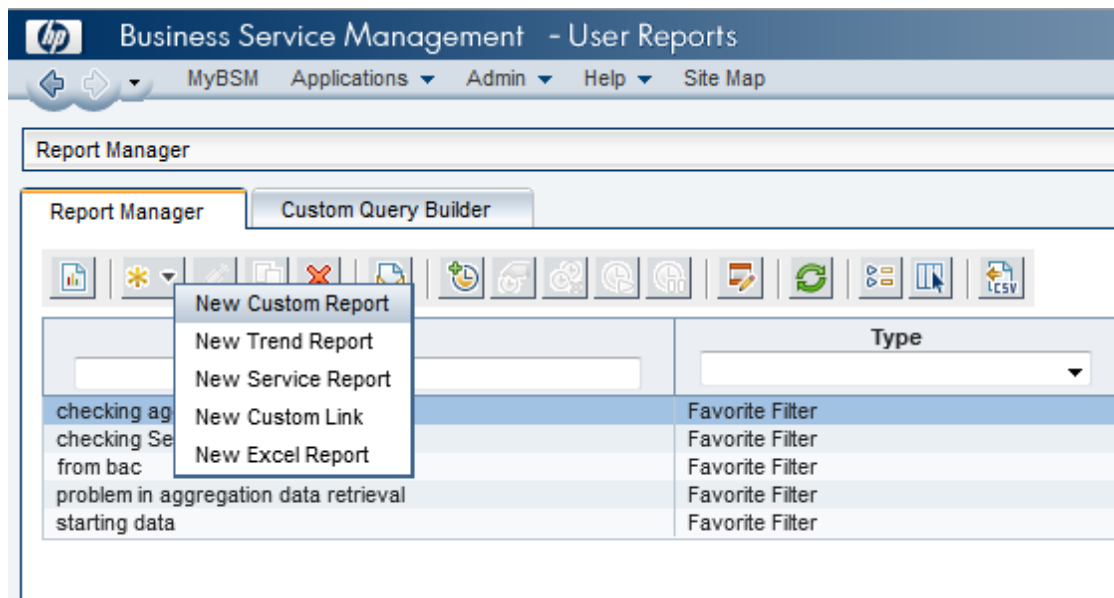 hp Business Service Management - User Reports
MyBSM Applications Admin Help Site Map
Report Manager
Report Manager Custom Query Builder
CSV
New Custom Report
New Trend Report
New Service Report
New Custom Link
New Excel Report
Type
checking Favorite Filter
checking Favorite Filter
from bac Favorite Filter
problem in aggregation data retrieval Favorite Filter
starting data Favorite Filter